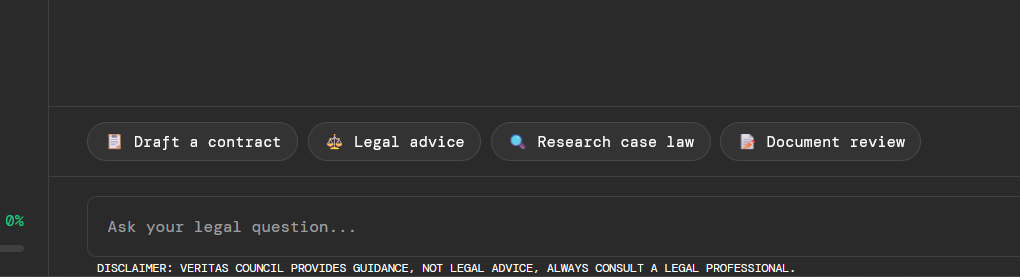 Draft a contract
Legal advice
Research case law
Document review
0%
Ask your legal question...
DISCLAIMER: VERITAS COUNCIL PROVIDES GUIDANCE, NOT LEGAL ADVICE, ALWAYS CONSULT A LEGAL PROFESSIONAL.